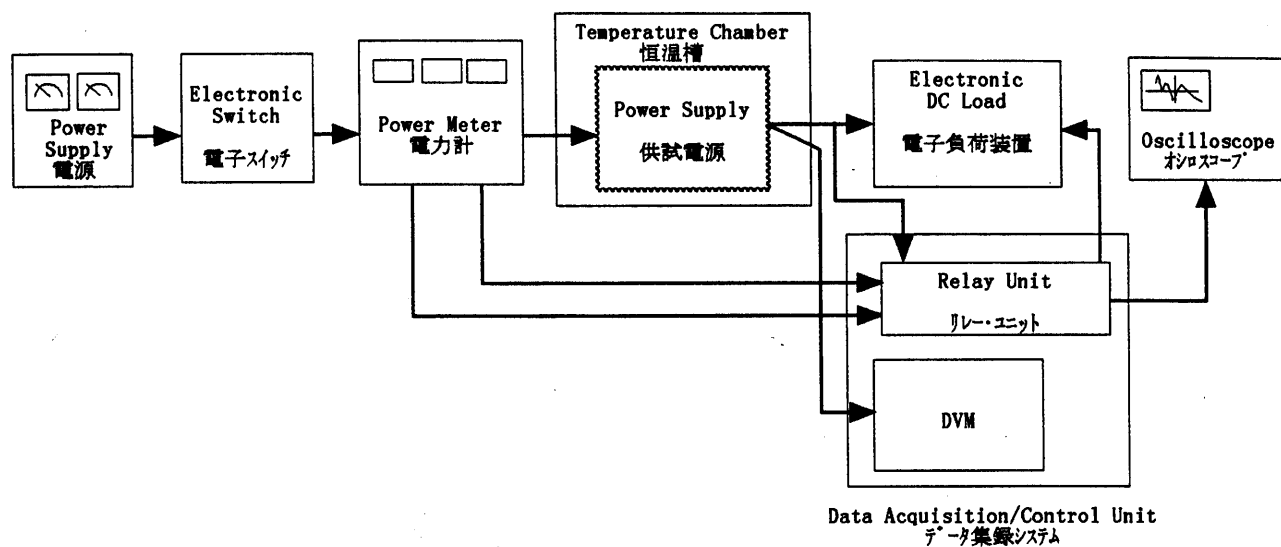 Power
Supply
電源
Electronic
Switch
電子スイッチ
Power Meter
電力計
Temperature Chamber
恒温槽
Power Supply
供試電源
Electronic
DC Load
電子負荷装置
Oscilloscope
オシロスコープ
Relay Unit
リレー・ユニット
DVM
Data Acquisition/Control Unit
データ集録システム